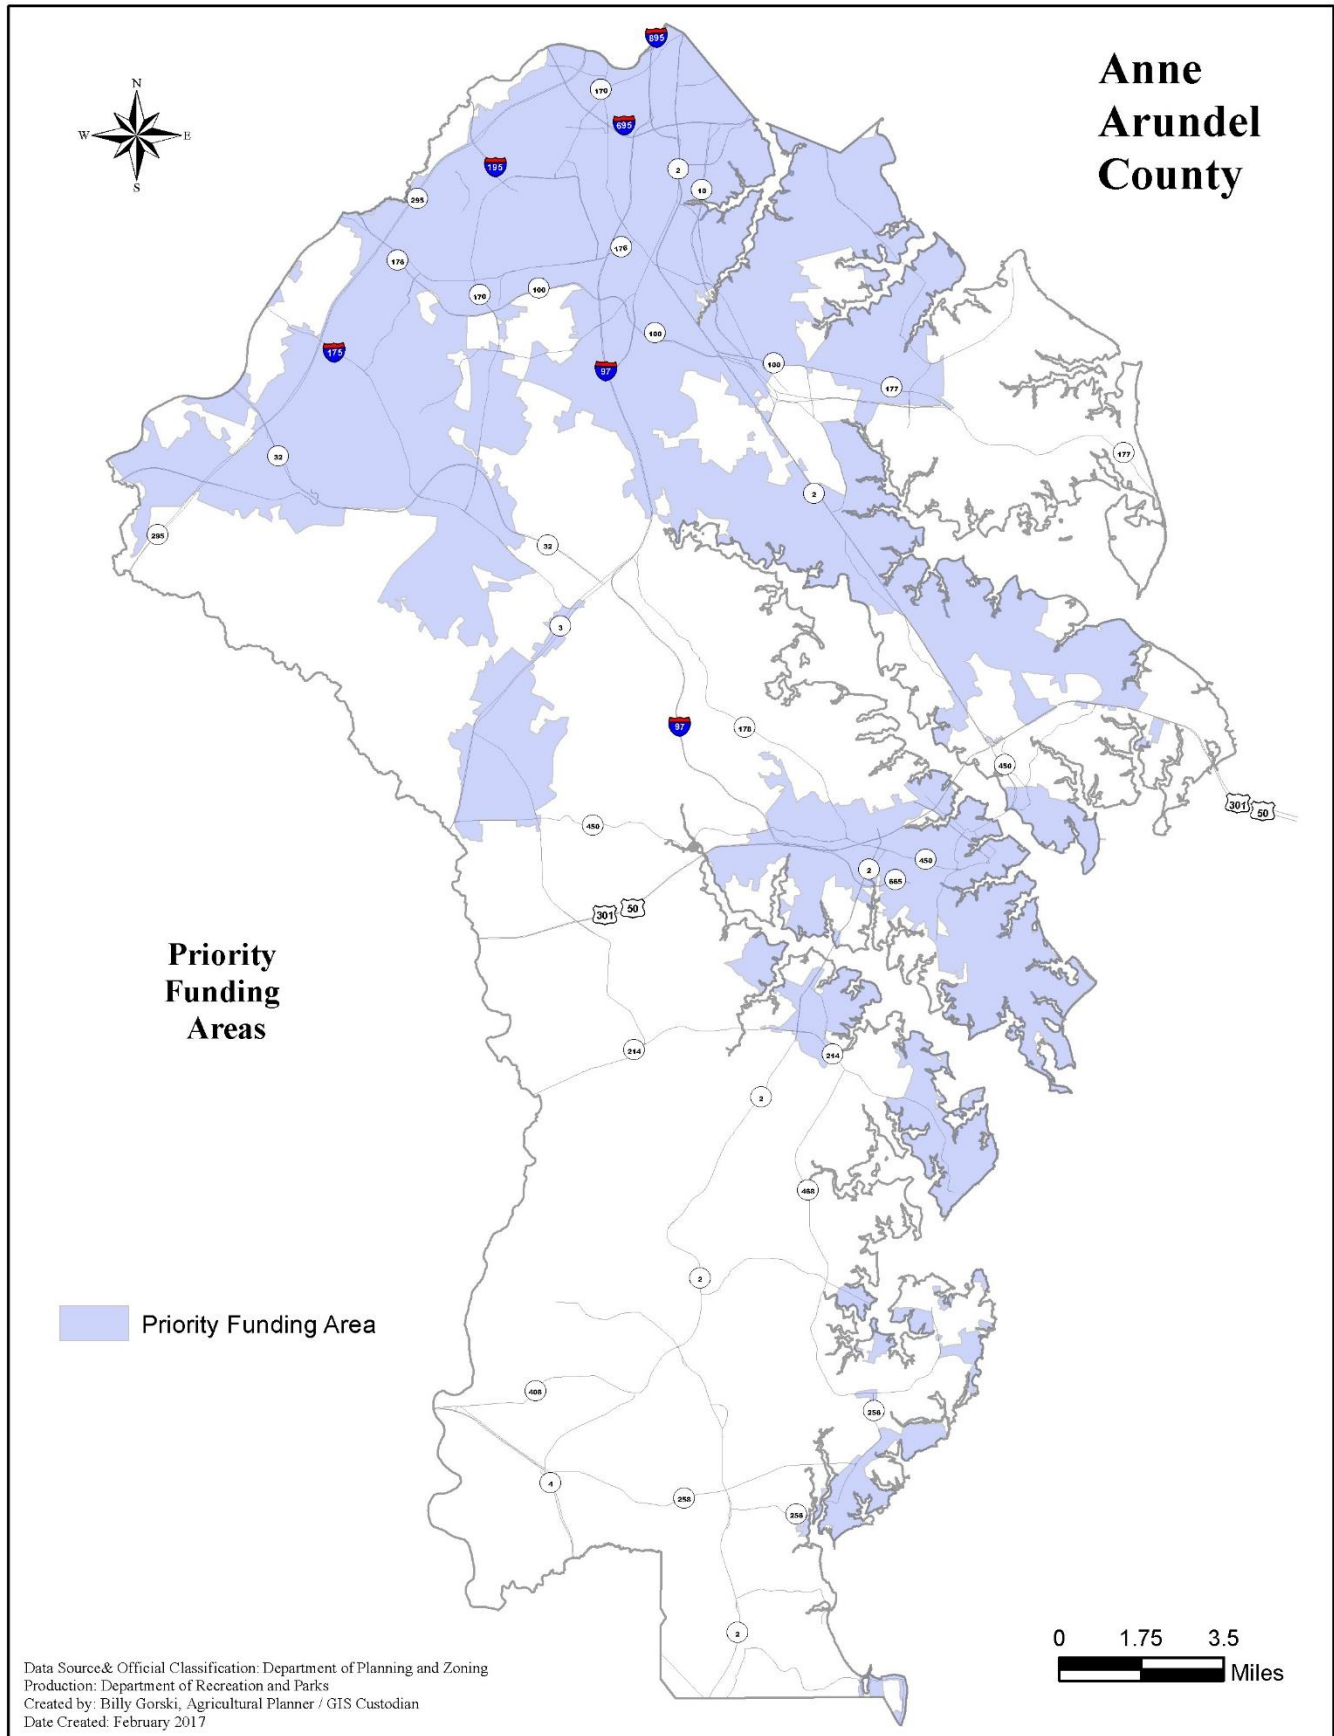 Anne
Arundel
County
N
W
E
S
895
170
695
195
2
10
295
176
176
170
100
100
175
97
100
177
32
177
2
295
32
3
97
178
450
301
50
450
2
450
665
301
50
214
214
2
468
2
408
256
4
258
256
2
Priority
Funding
Areas
Priority Funding Area
0 1.75 3.5
Miles
Data Source& Official Classification: Department of Planning and Zoning
Production: Department of Recreation and Parks
Created by: Billy Gorski, Agricultural Planner / GIS Custodian
Date Created: February 2017